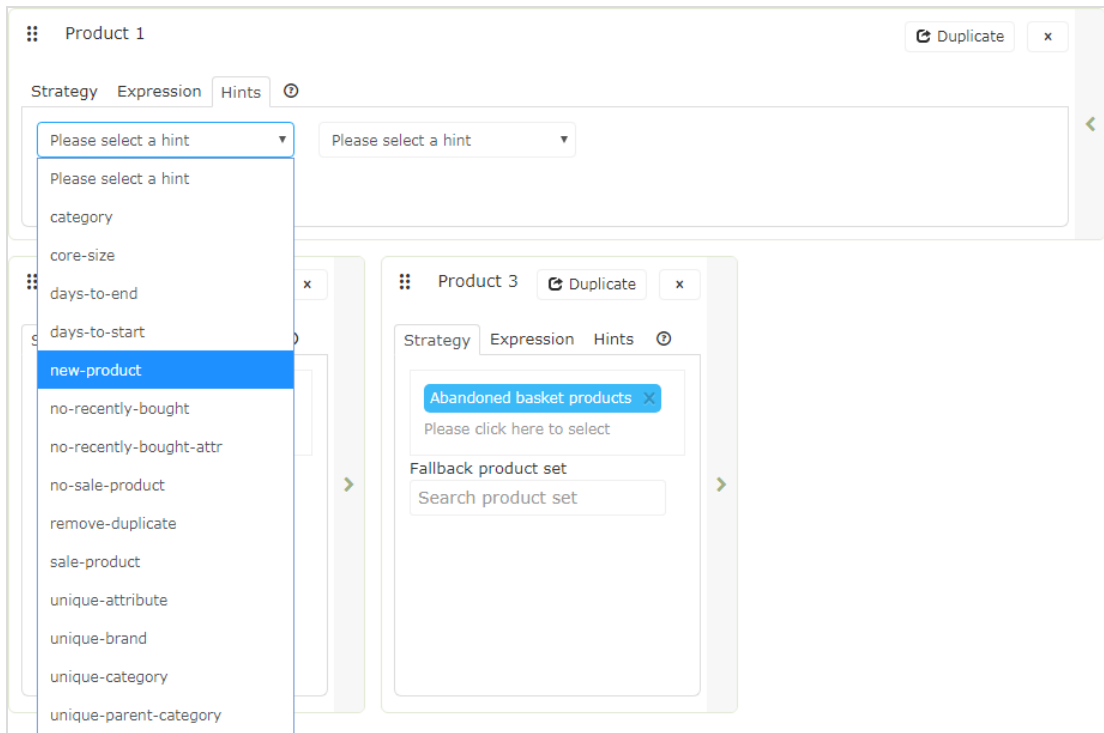 Product 1
Duplicate
x
Strategy Expression Hints ?
Please select a hint
Please select a hint
Please select a hint
category
core-size
days-to-end
days-to-start
new-product
no-recently-bought
no-recently-bought-attr
no-sale-product
remove-duplicate
sale-product
unique-attribute
unique-brand
unique-category
unique-parent-category
x
Product 3
Duplicate
x
Strategy Expression Hints ?
Abandoned basket products X
Please click here to select
Fallback product set
Search product set